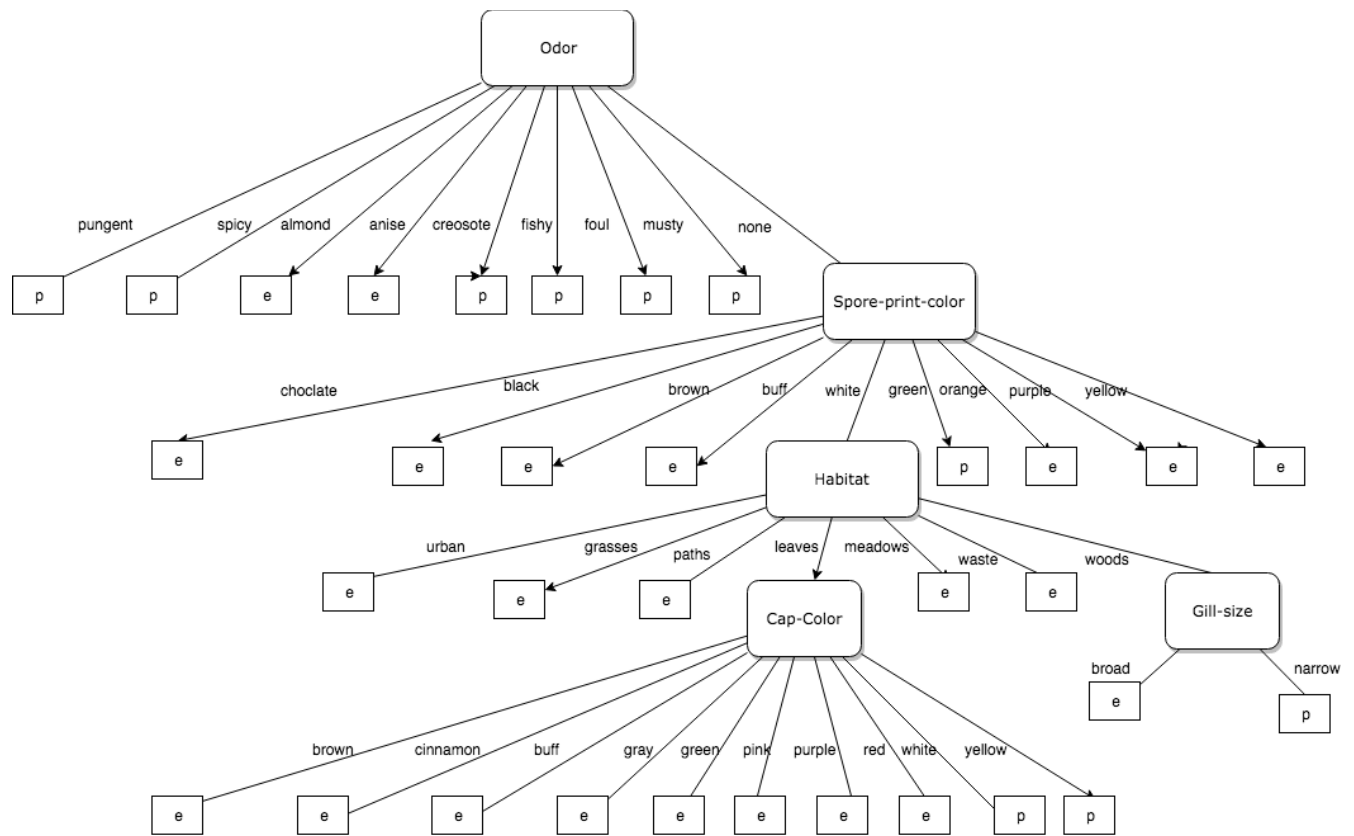 Odor
pungent spicy almond anise creosote fishy foul musty none
p p e e p p p p
Spore-print-color
choclate black brown buff white green orange purple yellow
e e e e p e e e
Habitat
urban grasses paths leaves meadows waste woods
e e e e e
Cap-Color
Gill-size
broad narrow
e p
brown cinnamon buff gray green pink purple red white yellow
e e e e e e e e p p